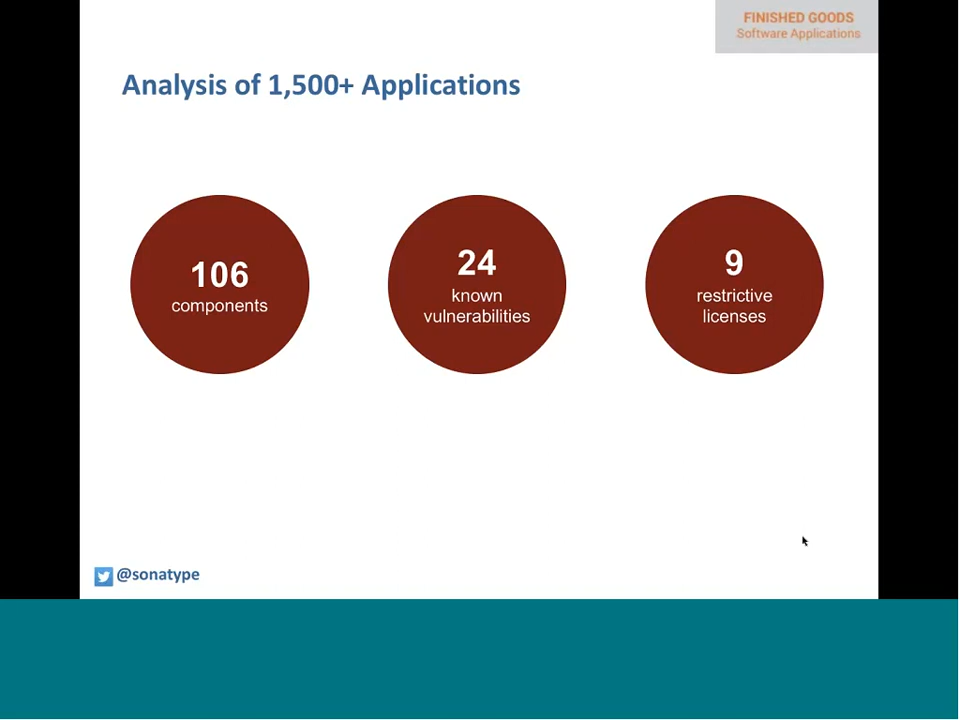 FINISHED GOODS
Software Applications
Analysis of 1,500+ Applications
106
components
24
known
vulnerabilities
9
restrictive
licenses
@sonatype